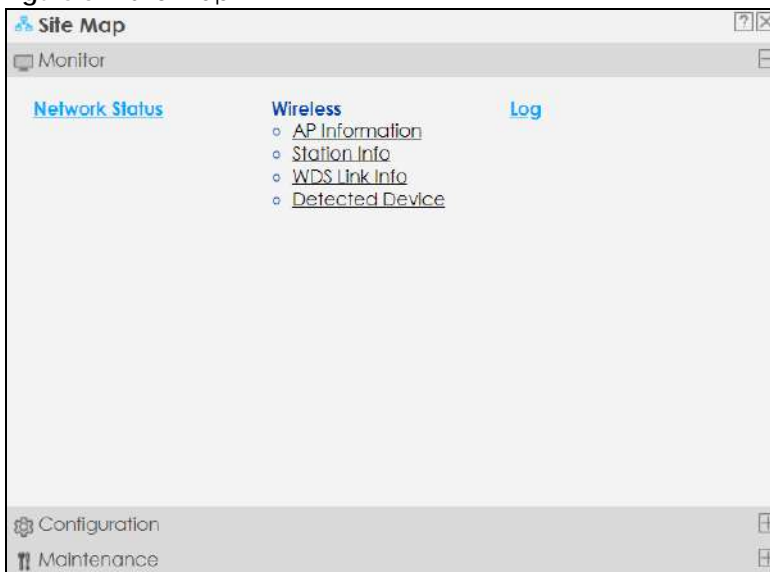 Site Map
Monitor
Network Status
Wireless
AP Information
Station Info
WDS Link Info
Detected Device
Log
Configuration
Maintenance